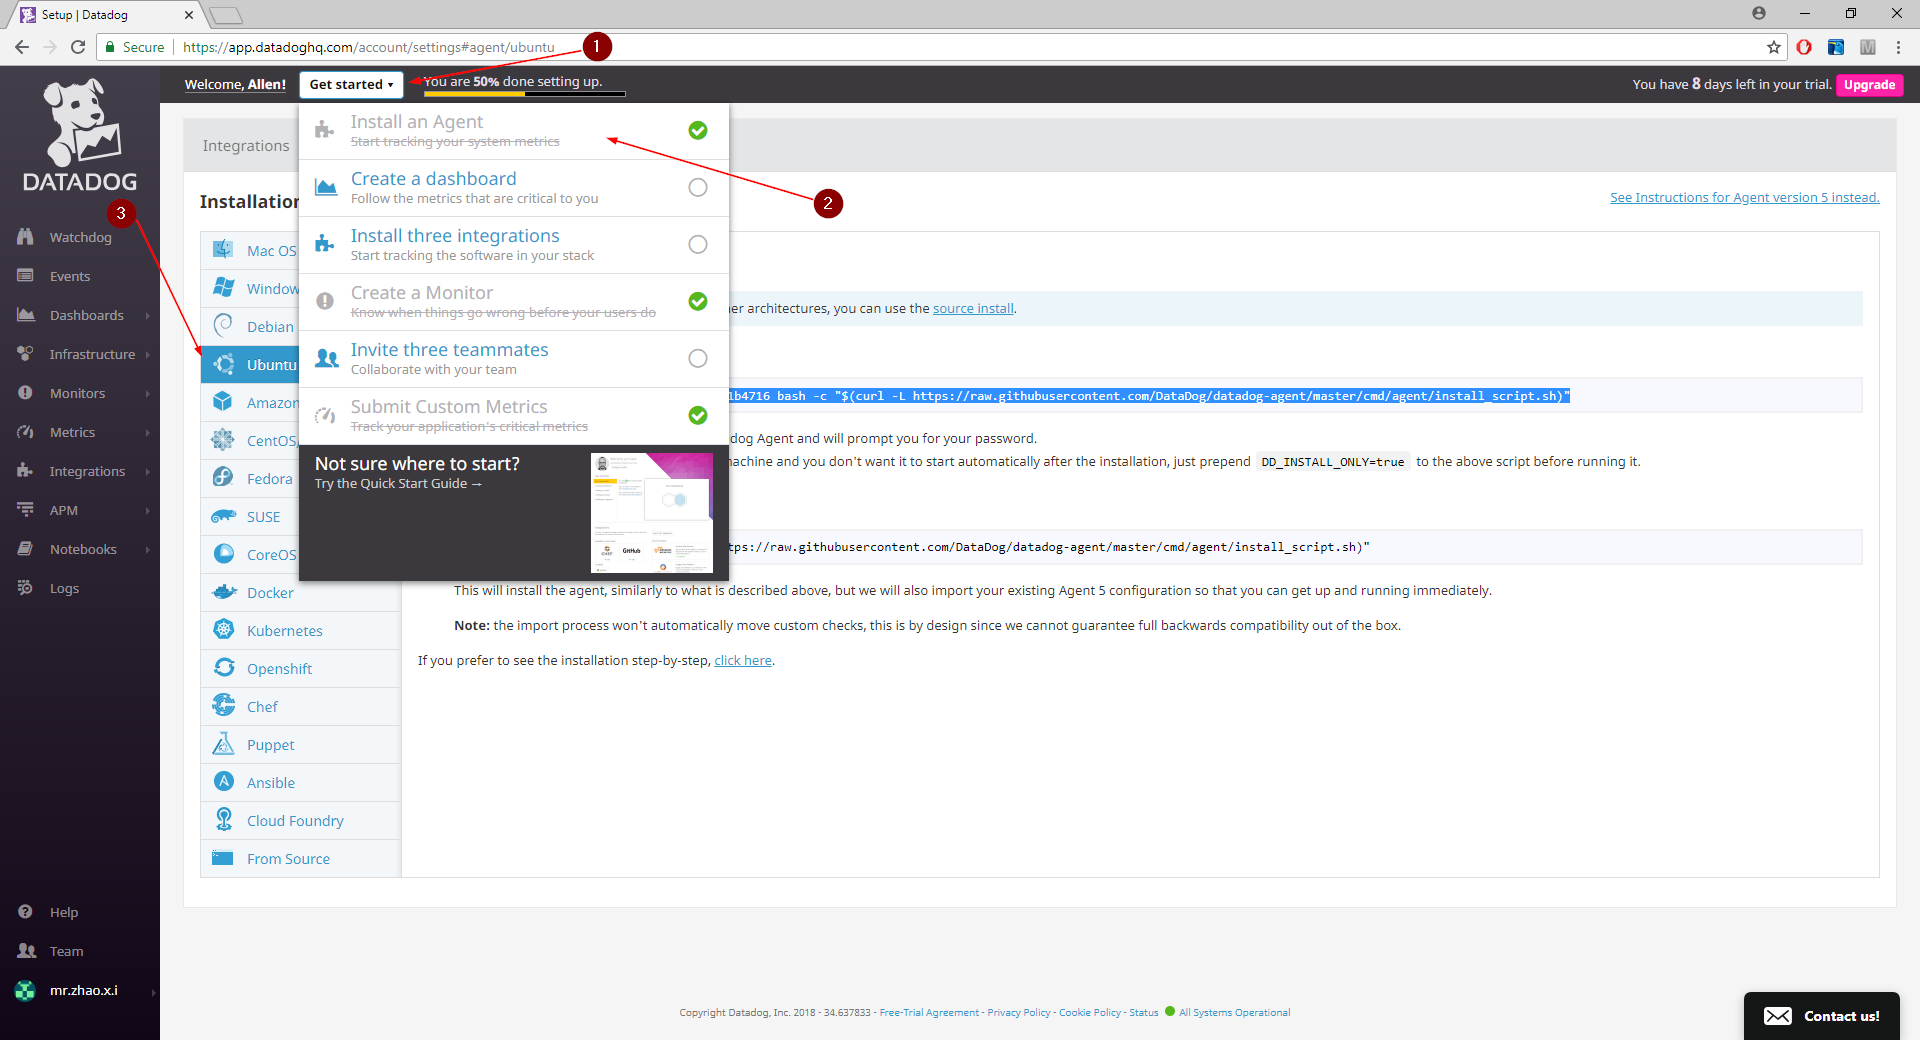 Setup | Datadog
Secure
https://app.datadoghq.com/account/settings#agent/ubuntu
1
Welcome, Allen!
Get started
You are 50% done setting up.
You have 8 days left in your trial.
Upgrade
DATADOG
Watchdog
Events
Dashboards
Infrastructure
Monitors
Metrics
Integrations
APM
Notebooks
Logs
Help
Team
mr.zhao.x.i
Install an Agent
Start tracking your system metrics
Create a dashboard
Follow the metrics that are critical to you
Install three integrations
Start tracking the software in your stack
Create a Monitor
Know when things go wrong before your users do
Invite three teammates
Collaborate with your team
Submit Custom Metrics
Track your application's critical metrics
Not sure where to start?
Try the Quick Start Guide →
GitHub
CHEF
2
3
Integrations
Installation
See Instructions for Agent version 5 instead.
Mac OS
Window
Debian
Ubuntu
Amazon
CentOS
Fedora
SUSE
CoreOS
Docker
Kubernetes
Openshift
Chef
Puppet
Ansible
Cloud Foundry
From Source
er architectures, you can use the source install.
1b4716 bash -c "$(curl -L https://raw.githubusercontent.com/DataDog/datadog-agent/master/cmd/agent/install_script.sh)"
dog Agent and will prompt you for your password.
machine and you don't want it to start automatically after the installation, just prepend DD_INSTALL_ONLY=true to the above script before running it.
tps://raw.githubusercontent.com/DataDog/datadog-agent/master/cmd/agent/install_script.sh)"
This will install the agent, similarly to what is described above, but we will also import your existing Agent 5 configuration so that you can get up and running immediately.
Note: the import process won't automatically move custom checks, this is by design since we cannot guarantee full backwards compatibility out of the box.
If you prefer to see the installation step-by-step, click here.
Copyright Datadog, Inc. 2018 - 34.637833 - Free-Trial Agreement - Privacy Policy - Cookie Policy - Status All Systems Operational
Contact us!